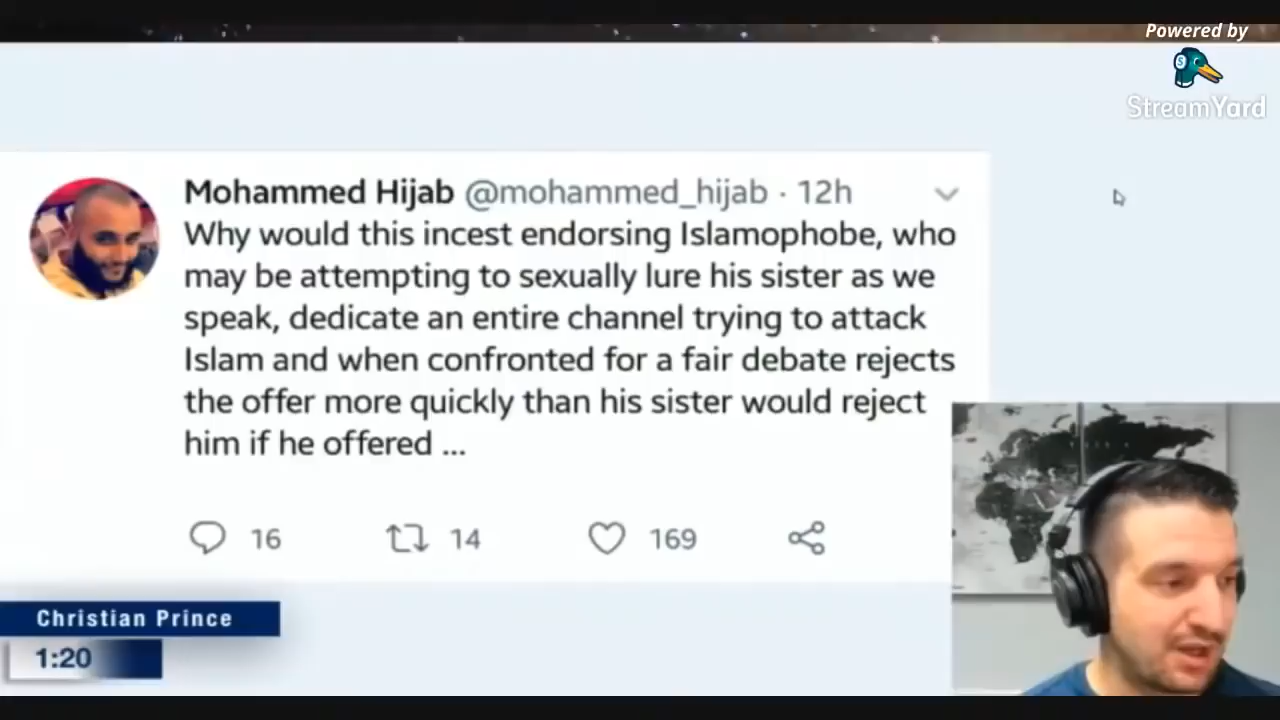 Powered by
StreamYard
Mohammed Hijab @mohammed_hijab · 12h
Why would this incest endorsing Islamophobe, who
may be attempting to sexually lure his sister as we
speak, dedicate an entire channel trying to attack
Islam and when confronted for a fair debate rejects
the offer more quickly than his sister would reject
him if he offered ...
16 14 169
Christian Prince
1:20